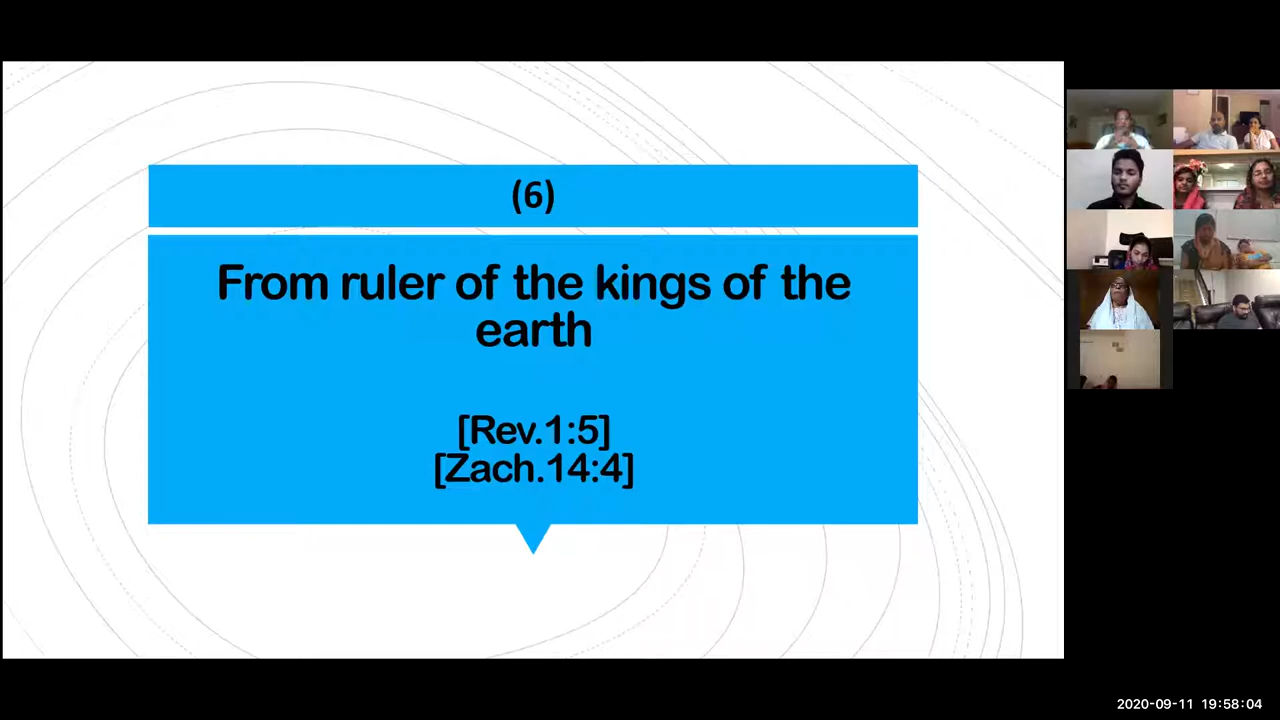 (6)
From ruler of the kings of the
earth
[Rev.1:5]
[Zach.14:4]
2020-09-11 19:58:04